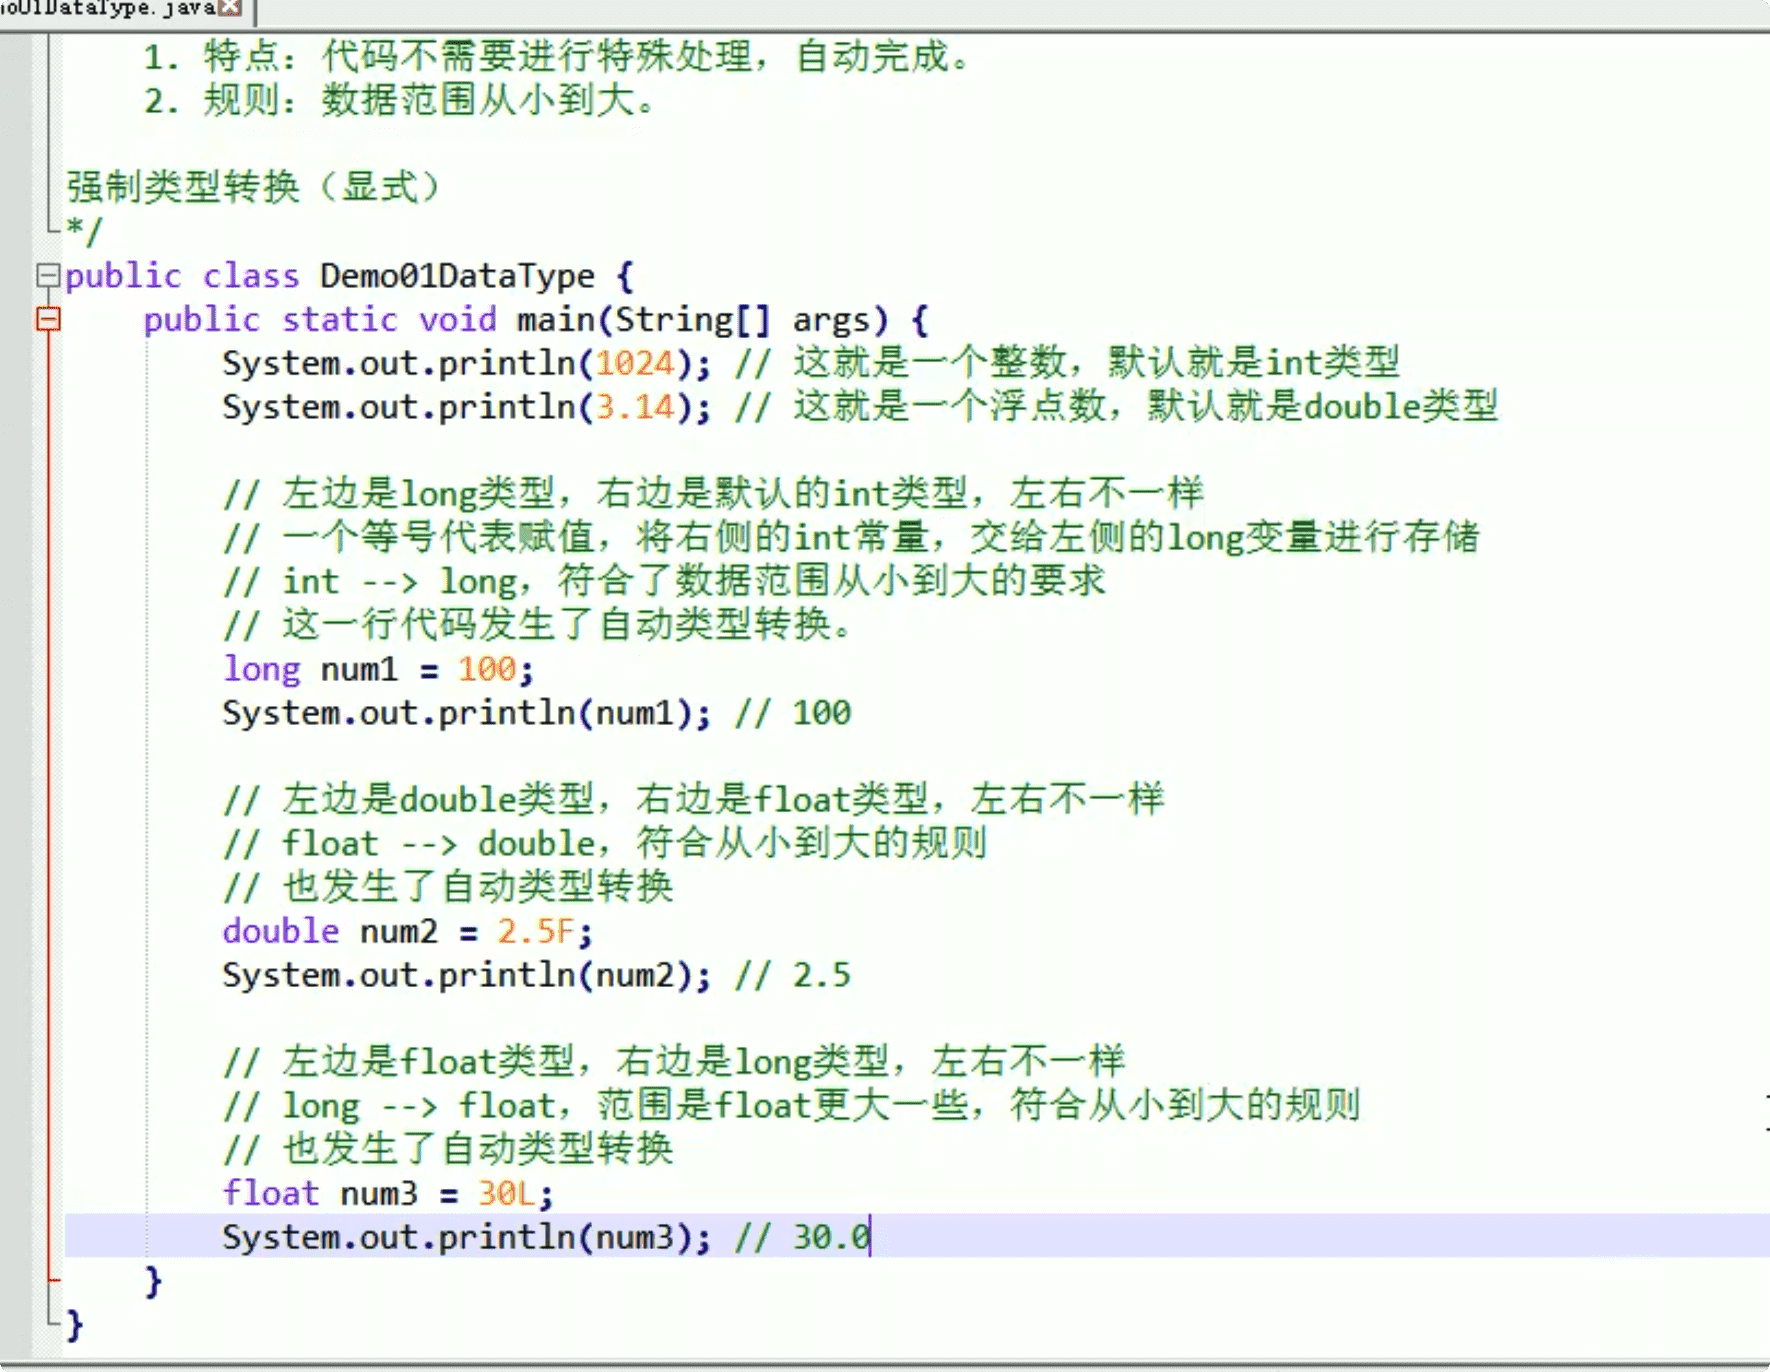 DataType.java
1. 特点：代码不需要进行特殊处理，自动完成。
2. 规则：数据范围从小到大。
强制类型转换（显式）
*/
public class Demo01DataType {
public static void main(String[] args) {
System.out.println(1024); // 这就是一个整数，默认就是int类型
System.out.println(3.14); // 这就是一个浮点数，默认就是double类型
// 左边是long类型，右边是默认的int类型，左右不一样
// 一个等号代表赋值，将右侧的int常量，交给左侧的long变量进行存储
// int --> long，符合了数据范围从小到大的要求
// 这一行代码发生了自动类型转换。
long num1 = 100;
System.out.println(num1); // 100
// 左边是double类型，右边是float类型，左右不一样
// float --> double，符合从小到大的规则
// 也发生了自动类型转换
double num2 = 2.5F;
System.out.println(num2); // 2.5
// 左边是float类型，右边是long类型，左右不一样
// long --> float，范围是float更大一些，符合从小到大的规则
// 也发生了自动类型转换
float num3 = 30L;
System.out.println(num3); // 30.0
}
}